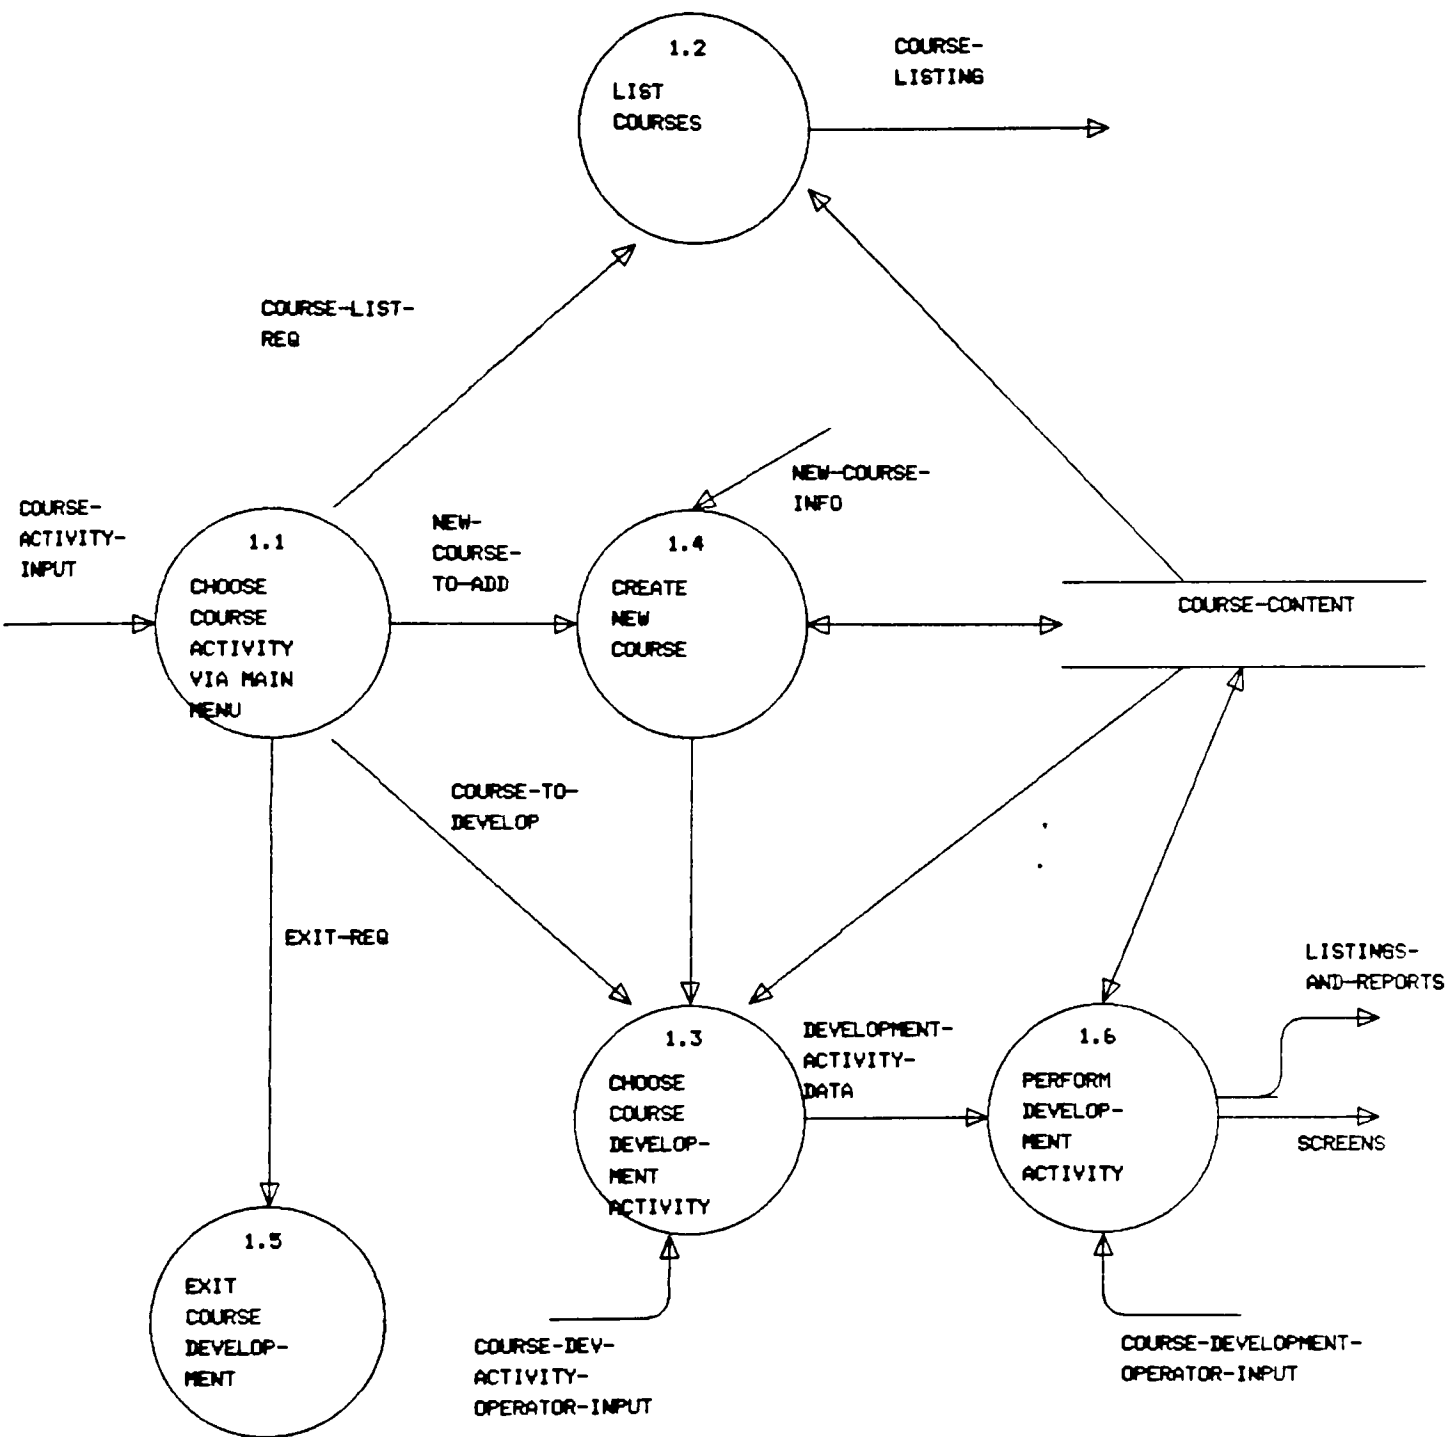 1.2
LIST
COURSES
COURSE-
LISTING
COURSE-LIST-
REQ
COURSE-
ACTIVITY-
INPUT
1.1
CHOOSE
COURSE
ACTIVITY
VIA MAIN
MENU
NEW-
COURSE-
TO-ADD
NEW-COURSE-
INFO
1.4
CREATE
NEW
COURSE
COURSE-CONTENT
COURSE-TO-
DEVELOP
EXIT-REQ
LISTINGS-
AND-REPORTS
1.3
CHOOSE
COURSE
DEVELOP-
MENT
ACTIVITY
DEVELOPMENT-
ACTIVITY-
DATA
1.6
PERFORM
DEVELOP-
MENT
ACTIVITY
SCREENS
1.5
EXIT
COURSE
DEVELOP-
MENT
COURSE-DEV-
ACTIVITY-
OPERATOR-INPUT
COURSE-DEVELOPMENT-
OPERATOR-INPUT